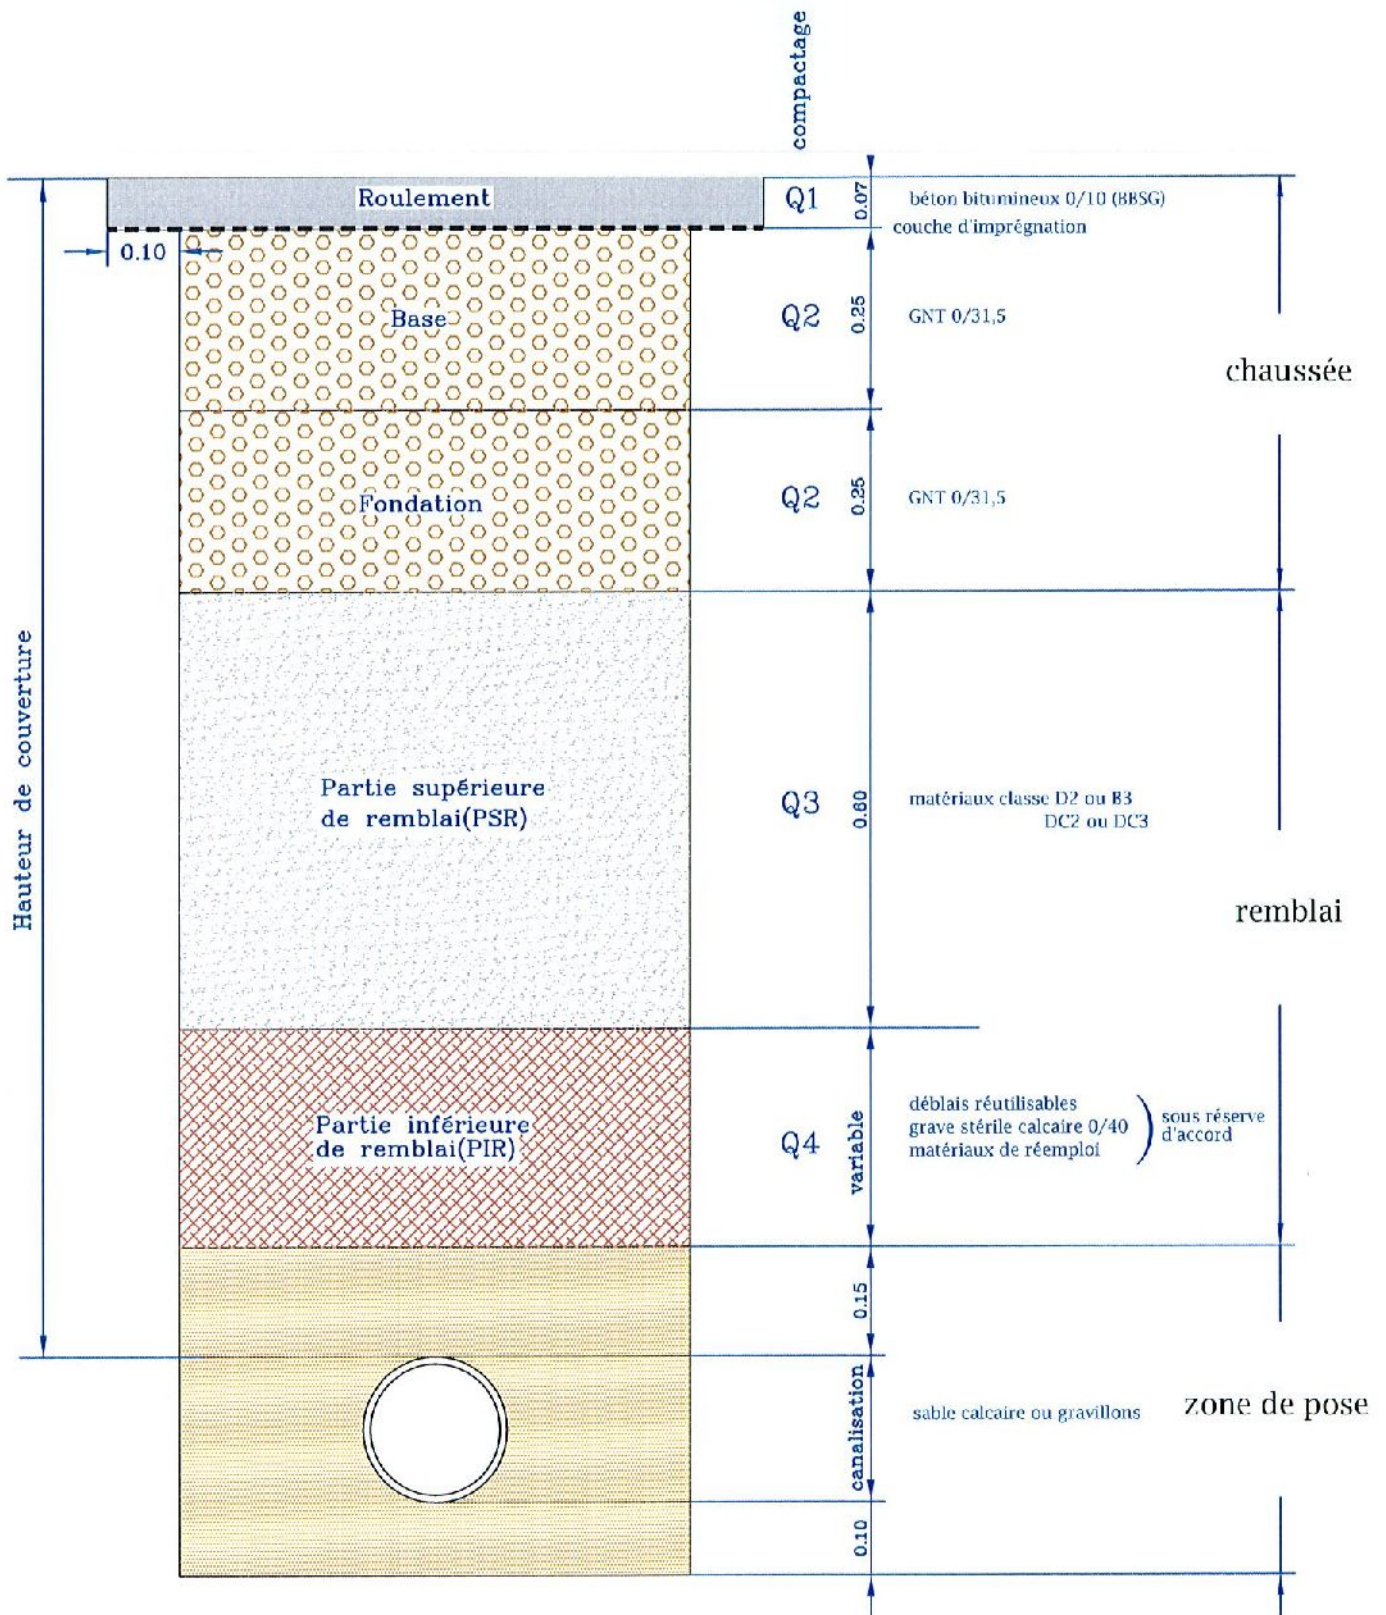 compactage
Roulement
Q1
0.07
béton bitumineux 0/10 (BBSG)
couche d'imprégnation
0.10
Base
Q2
0.25
GNT 0/31,5
chaussée
Fondation
Q2
0.25
GNT 0/31,5
Hauteur de couverture
Partie supérieure
de remblai(PSR)
Q3
0.60
matériaux classe D2 ou B3
DC2 ou DC3
remblai
Partie inférieure
de remblai(PIR)
Q4
variable
déblais réutilisables
grave stérile calcaire 0/40
matériaux de réemploi
sous réserve
d'accord
0.15
canalisation
sable calcaire ou gravillons
zone de pose
0.10